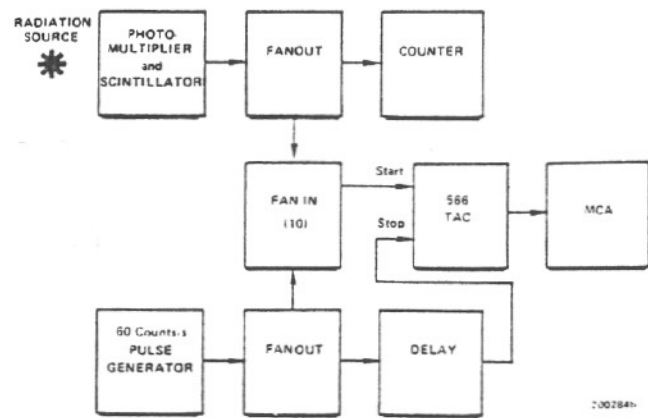 RADIATION
SOURCE
PHOTO-
MULTIPLIER
and
SCINTILLATOR
FANOUT
COUNTER
FAN IN
(10)
Start
Stop
566
TAC
MCA
60 Counts-s
PULSE
GENERATOR
FANOUT
DELAY